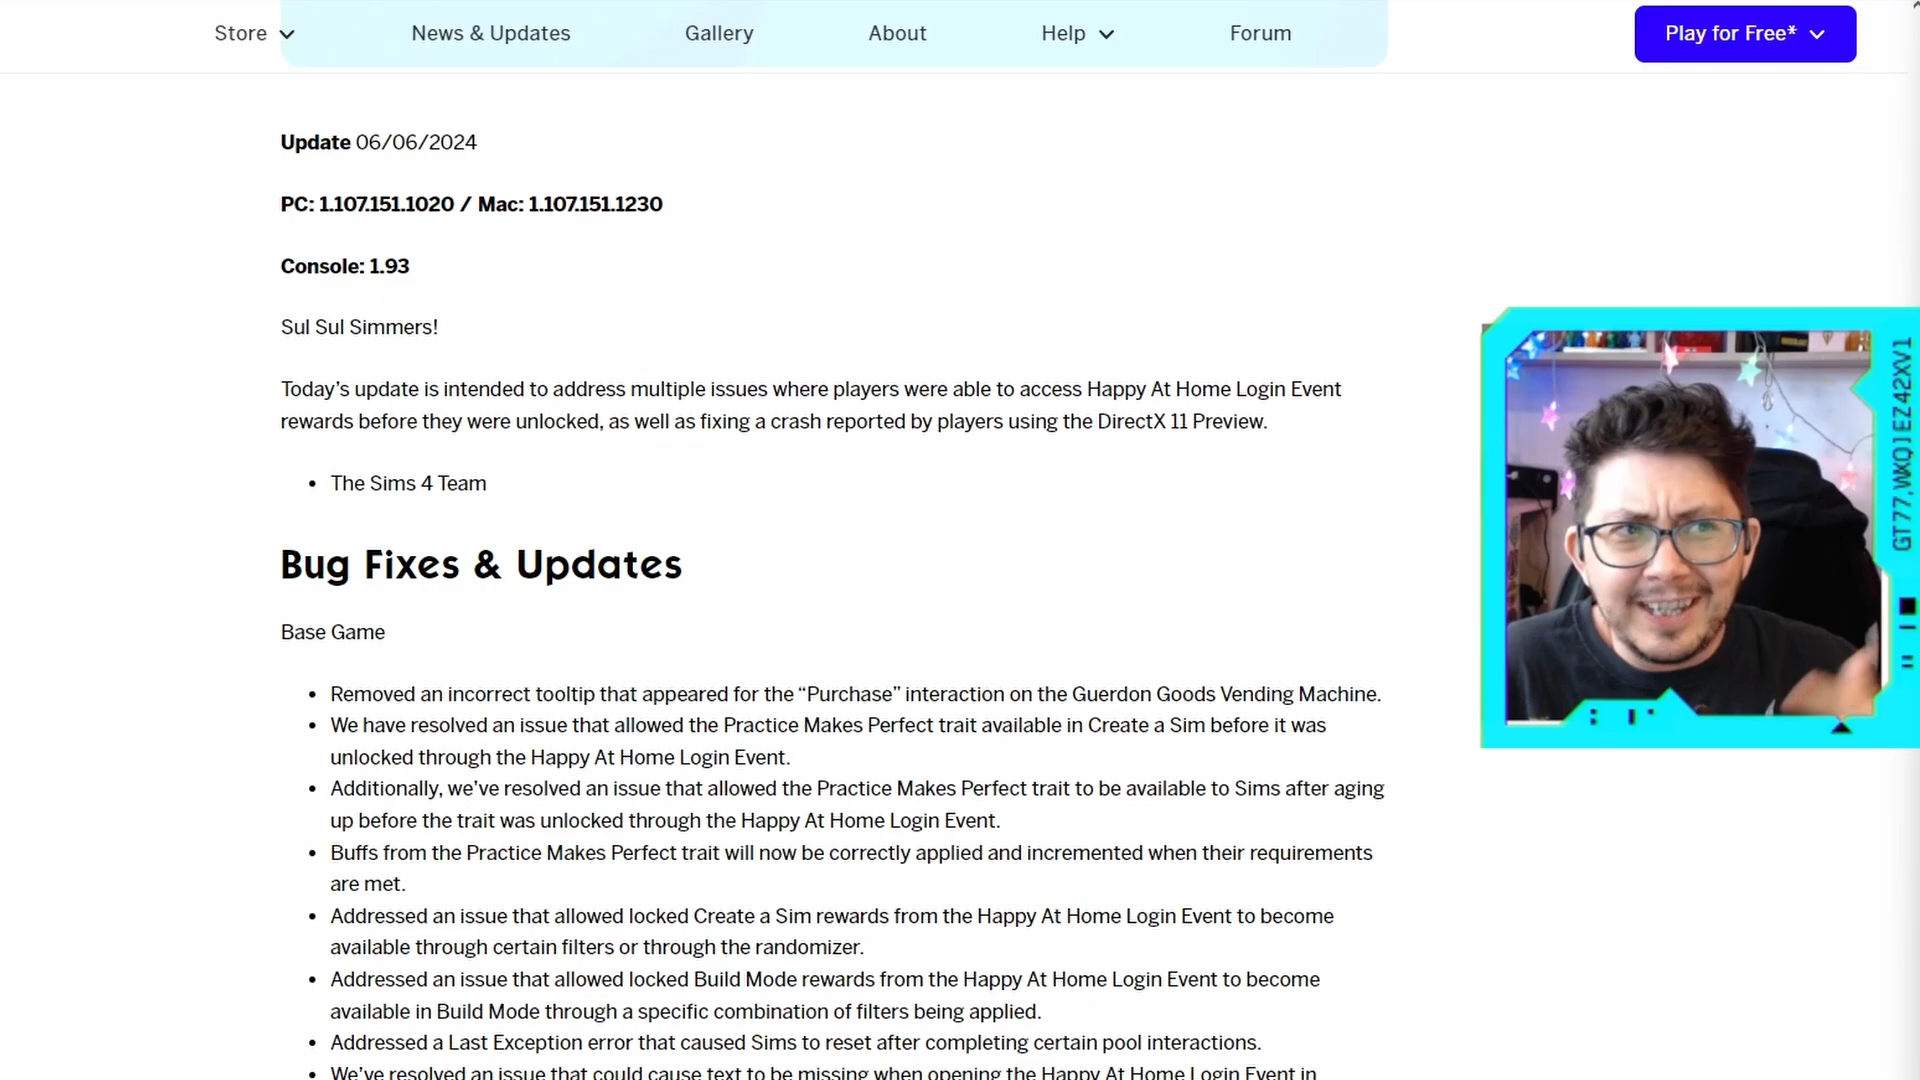 Store News & Updates Gallery About Help Forum Play for Free*
Update 06/06/2024
PC: 1.107.151.1020 / Mac: 1.107.151.1230
Console: 1.93
Sul Sul Simmers!
Today’s update is intended to address multiple issues where players were able to access Happy At Home Login Event
rewards before they were unlocked, as well as fixing a crash reported by players using the DirectX 11 Preview.
• The Sims 4 Team
Bug Fixes & Updates
Base Game
• Removed an incorrect tooltip that appeared for the “Purchase” interaction on the Guerdon Goods Vending Machine.
• We have resolved an issue that allowed the Practice Makes Perfect trait available in Create a Sim before it was
unlocked through the Happy At Home Login Event.
• Additionally, we’ve resolved an issue that allowed the Practice Makes Perfect trait to be available to Sims after aging
up before the trait was unlocked through the Happy At Home Login Event.
• Buffs from the Practice Makes Perfect trait will now be correctly applied and incremented when their requirements
are met.
• Addressed an issue that allowed locked Create a Sim rewards from the Happy At Home Login Event to become
available through certain filters or through the randomizer.
• Addressed an issue that allowed locked Build Mode rewards from the Happy At Home Login Event to become
available in Build Mode through a specific combination of filters being applied.
• Addressed a Last Exception error that caused Sims to reset after completing certain pool interactions.
• We’ve resolved an issue that could cause text to be missing when opening the Happy At Home Login Event in